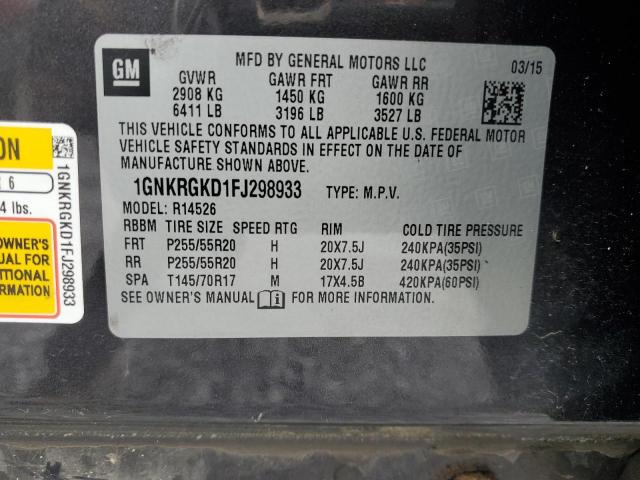 GM
MFD BY GENERAL MOTORS LLC
03/15
GVWR GAWR FRT GAWR RR
2908 KG 1450 KG 1600 KG
6411 LB 3196 LB 3527 LB
THIS VEHICLE CONFORMS TO ALL APPLICABLE U.S. FEDERAL MOTOR
VEHICLE SAFETY STANDARDS IN EFFECT ON THE DATE OF
MANUFACTURE SHOWN ABOVE.
1GNKRGKD1FJ298933 TYPE: M.P.V.
MODEL: R14526
RBBM TIRE SIZE SPEED RTG RIM COLD TIRE PRESSURE
FRT P255/55R20 H 20X7.5J 240KPA(35PSI)
RR P255/55R20 H 20X7.5J 240KPA(35PSI)
SPA T145/70R17 M 17X4.5B 420KPA(60PSI)
SEE OWNER'S MANUAL FOR MORE INFORMATION.
ON
6
4 lbs.
OWNER'S
UAL FOR
ITIONAL
RMATION
1GNKRGKD1FJ298933